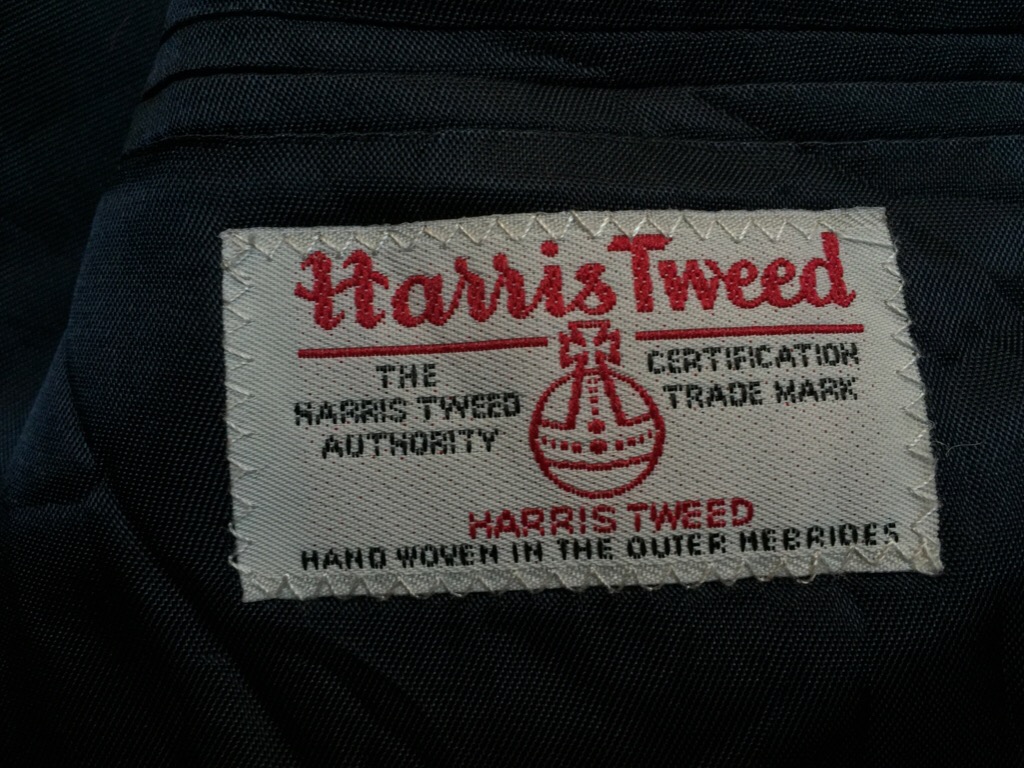 Harris Tweed
THE
HARRIS TWEED
AUTHORITY
CERTIFICATION
TRADE MARK
HARRIS TWEED
HAND WOVEN IN THE OUTER HEBRIDES